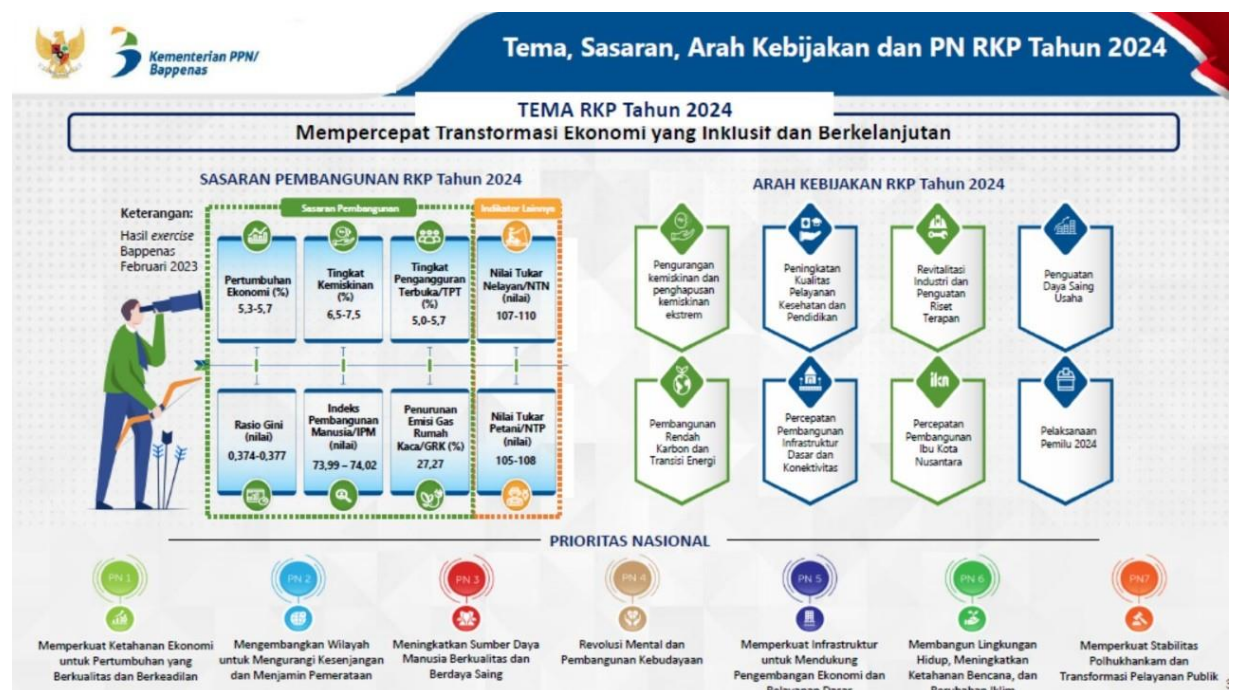 Kementerian PPN/
Bappenas
Tema, Sasaran, Arah Kebijakan dan PN RKP Tahun 2024
TEMA RKP Tahun 2024
Mempercepat Transformasi Ekonomi yang Inklusif dan Berkelanjutan
SASARAN PEMBANGUNAN RKP Tahun 2024
Keterangan:
Hasil exercise
Bappenas
Februari 2023
Sasaran Pembangunan
Indikator Lainnya
Pertumbuhan
Ekonomi (%)
5,3-5,7
Tingkat
Kemiskinan
(%)
6,5-7,5
Tingkat
Pengangguran
Terbuka/TPT
(%)
5,0-5,7
Nilai Tukar
Nelayan/NTN
(nilai)
107-110
Rasio Gini
(nilai)
0,374-0,377
Indeks
Pembangunan
Manusia/IPM
(nilai)
73,99 – 74,02
Penurunan
Emisi Gas
Rumah
Kaca/GRK (%)
27,27
Nilai Tukar
Petani/NTP
(nilai)
105-108
ARAH KEBIJAKAN RKP Tahun 2024
Pengurangan
kemiskinan dan
penghapusan
kemiskinan
ekstrem
Peningkatan
Kualitas
Pelayanan
Kesehatan dan
Pendidikan
Revitalitasi
Industri dan
Penguatan
Riset
Terapan
Penguatan
Daya Saing
Usaha
Pembangunan
Rendah
Karbon dan
Transisi Energi
Percepatan
Pembangunan
Infrastruktur
Dasar dan
Konektivitas
ikn
Percepatan
Pembangunan
Ibu Kota
Nusantara
Pelaksanaan
Pemilu 2024
PRIORITAS NASIONAL
PN 1
Memperkuat Ketahanan Ekonomi
untuk Pertumbuhan yang
Berkualitas dan Berkeadilan
PN 2
Mengembangkan Wilayah
untuk Mengurangi Kesenjangan
dan Menjamin Pemerataan
PN 3
Meningkatkan Sumber Daya
Manusia Berkualitas dan
Berdaya Saing
PN 4
Revolusi Mental dan
Pembangunan Kebudayaan
PN 5
Memperkuat Infrastruktur
untuk Mendukung
Pengembangan Ekonomi dan
Pelayanan Dasar
PN 6
Membangun Lingkungan
Hidup, Meningkatkan
Ketahanan Bencana, dan
Perubahan Iklim
PN7
Memperkuat Stabilitas
Polhukhankam dan
Transformasi Pelayanan Publik